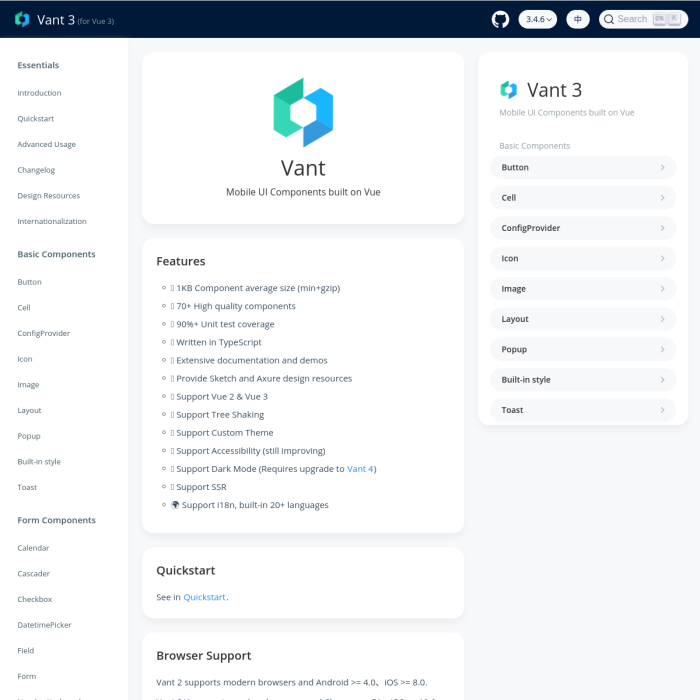 Vant 3 (for Vue 3)
3.4.6
中
Search
K
Essentials
Introduction
Quickstart
Advanced Usage
Changelog
Design Resources
Internationalization
Basic Components
Button
Cell
ConfigProvider
Icon
Image
Layout
Popup
Built-in style
Toast
Form Components
Calendar
Cascader
Checkbox
DatetimePicker
Field
Form
Vant
Mobile UI Components built on Vue
Features
1KB Component average size (min+gzip)
70+ High quality components
90%+ Unit test coverage
Written in TypeScript
Extensive documentation and demos
Provide Sketch and Axure design resources
Support Vue 2 & Vue 3
Support Tree Shaking
Support Custom Theme
Support Accessibility (still improving)
Support Dark Mode (Requires upgrade to Vant 4)
Support SSR
🌍 Support i18n, built-in 20+ languages
Quickstart
See in Quickstart.
Browser Support
Vant 2 supports modern browsers and Android >= 4.0、iOS >= 8.0.
Vant 3
Mobile UI Components built on Vue
Basic Components
Button
Cell
ConfigProvider
Icon
Image
Layout
Popup
Built-in style
Toast